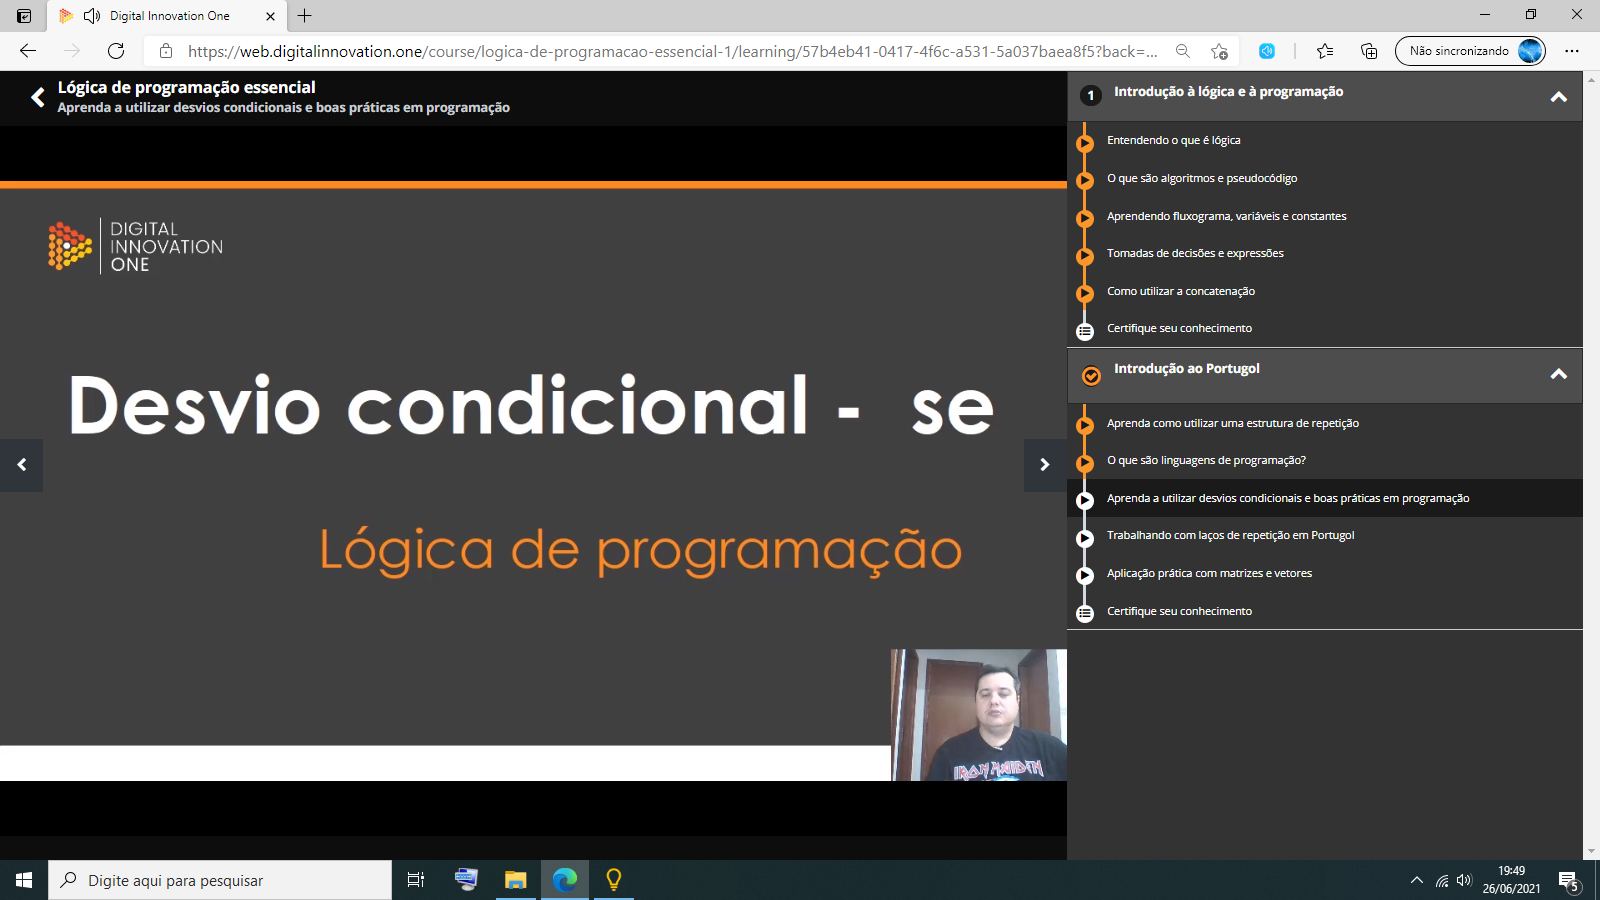 Digital Innovation One
https://web.digitalinnovation.one/course/logica-de-programacao-essencial-1/learning/57b4eb41-0417-4f6c-a531-5a037baea8f5?back=...
Não sincronizando
Lógica de programação essencial
Aprenda a utilizar desvios condicionais e boas práticas em programação
DIGITAL
INNOVATION
ONE
Desvio condicional - se
Lógica de programação
IRON MAIDEN
1 Introdução à lógica e à programação
Entendendo o que é lógica
O que são algoritmos e pseudocódigo
Aprendendo fluxograma, variáveis e constantes
Tomadas de decisões e expressões
Como utilizar a concatenação
Certifique seu conhecimento
Introdução ao Portugol
Aprenda como utilizar uma estrutura de repetição
O que são linguagens de programação?
Aprenda a utilizar desvios condicionais e boas práticas em programação
Trabalhando com laços de repetição em Portugol
Aplicação prática com matrizes e vetores
Certifique seu conhecimento
Digite aqui para pesquisar
19:49
26/06/2021
5